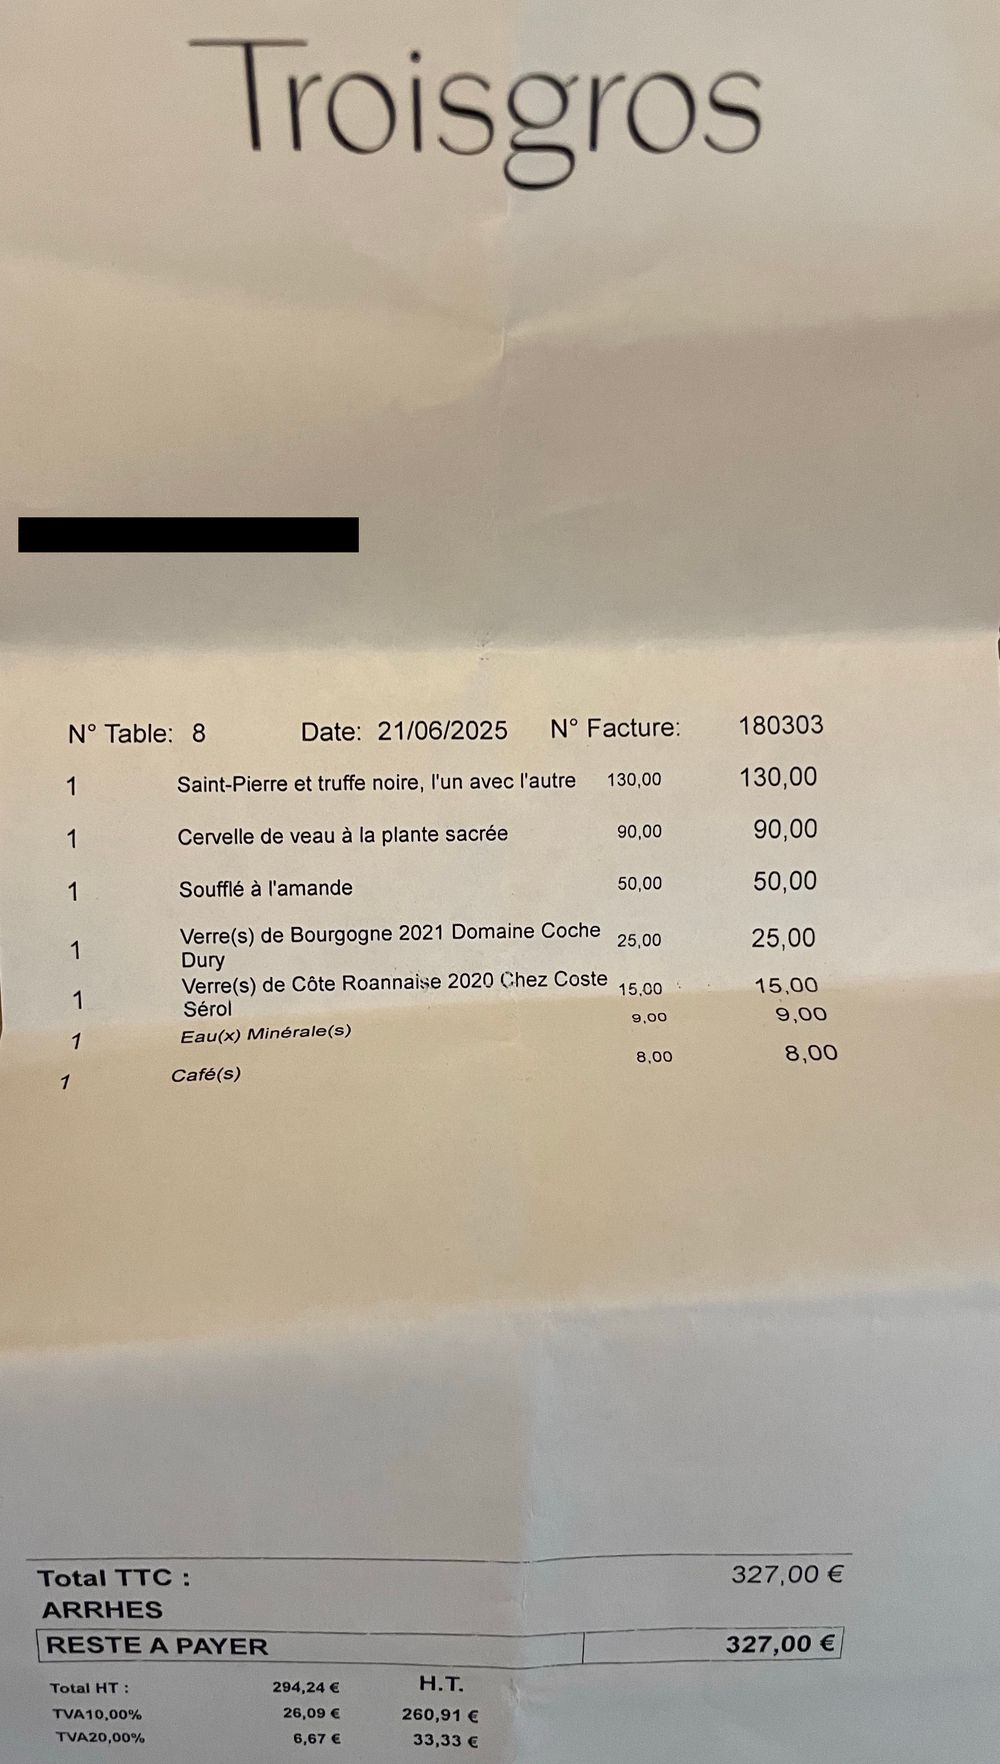 Troisgros
N° Table: 8 Date: 21/06/2025 N° Facture: 180303
1 Saint-Pierre et truffe noire, l'un avec l'autre 130,00 130,00
1 Cervelle de veau à la plante sacrée 90,00 90,00
1 Soufflé à l'amande 50,00 50,00
1 Verre(s) de Bourgogne 2021 Domaine Coche 25,00 25,00
Dury
1 Verre(s) de Côte Roannaise 2020 Chez Coste 15,00 15,00
Sérol
1 Eau(x) Minérale(s) 9,00 9,00
1 Café(s) 8,00 8,00
Total TTC : 327,00 €
ARRHES
RESTE A PAYER 327,00 €
Total HT : 294,24 € H.T.
TVA10,00% 26,09 € 260,91 €
TVA20,00% 6,67 € 33,33 €